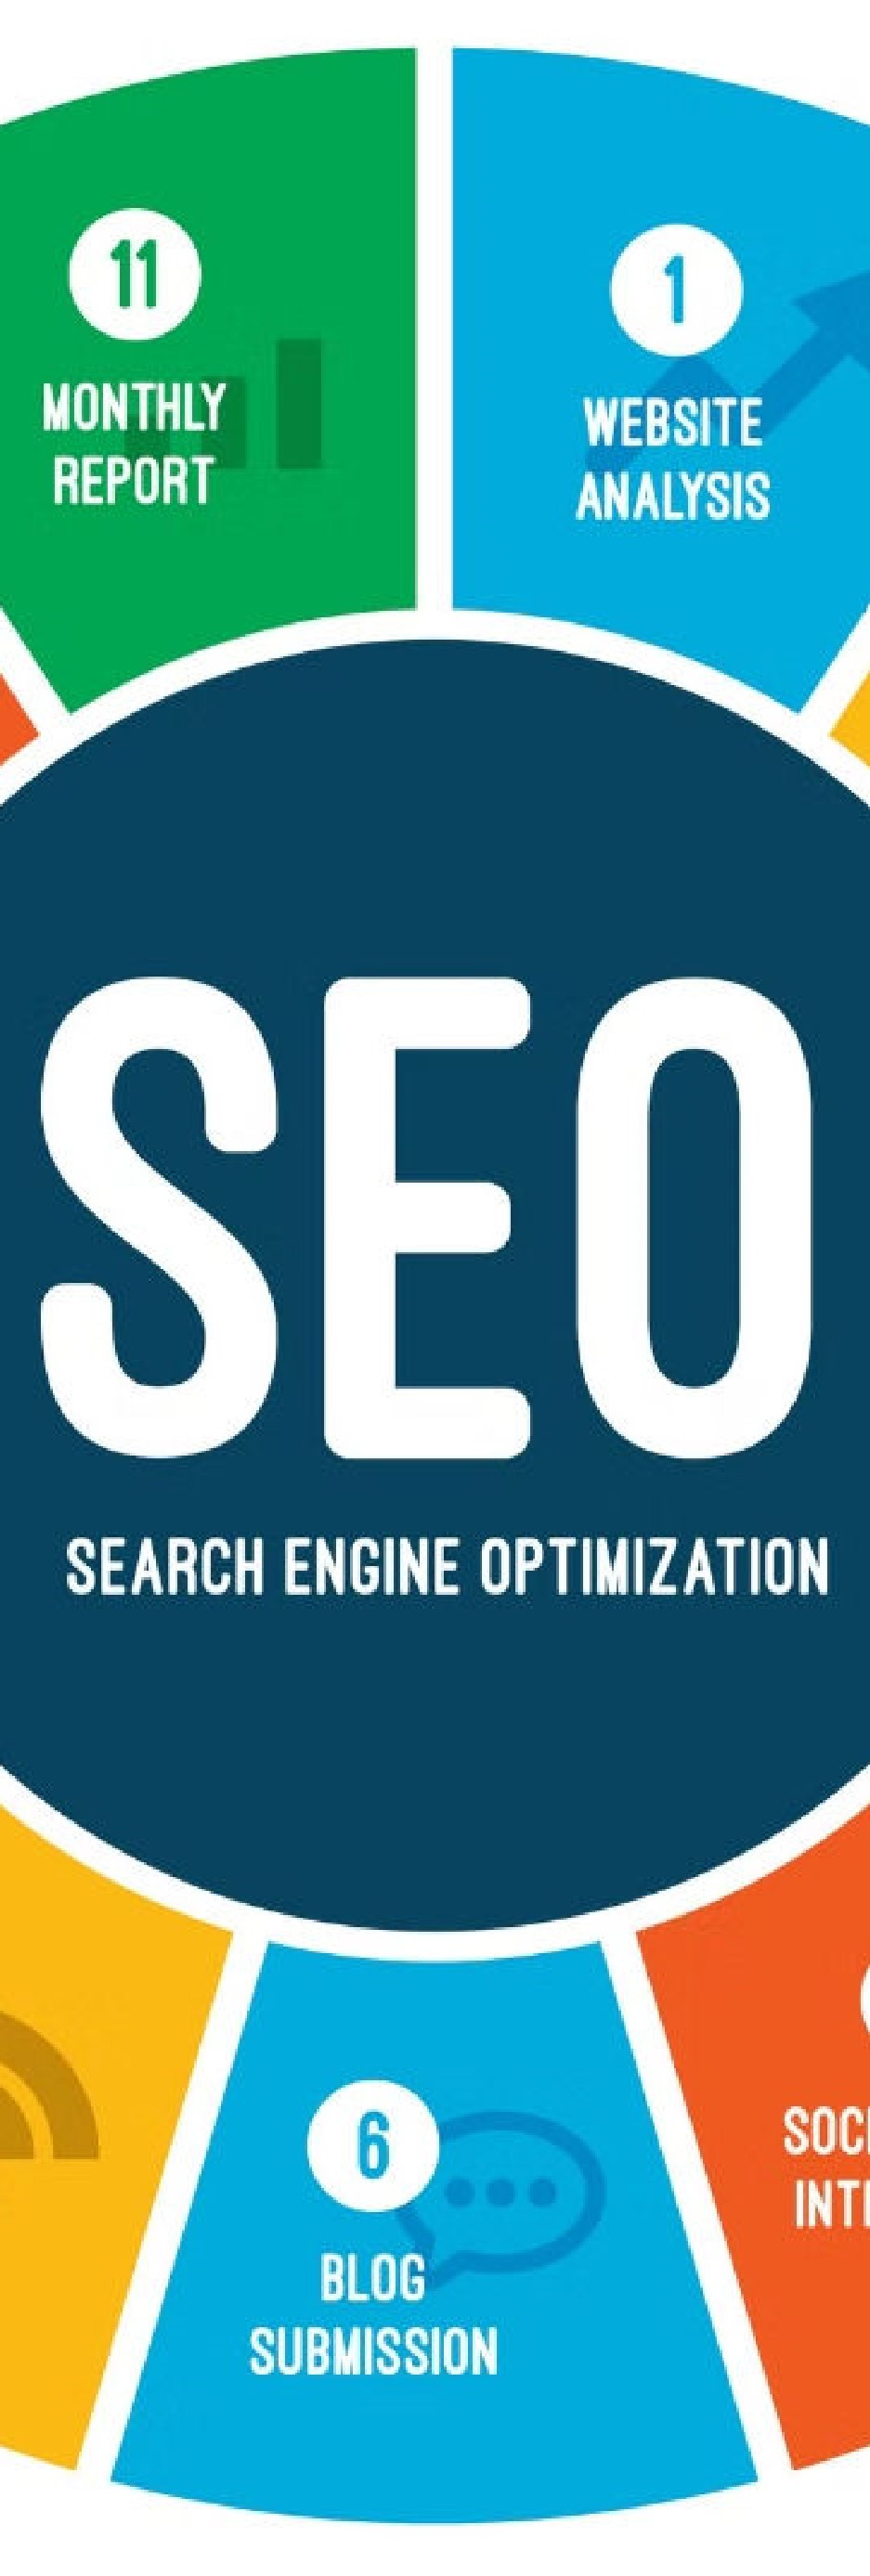 11
MONTHLY
REPORT
1
WEBSITE
ANALYSIS
SEO
SEARCH ENGINE OPTIMIZATION
6
BLOG
SUBMISSION